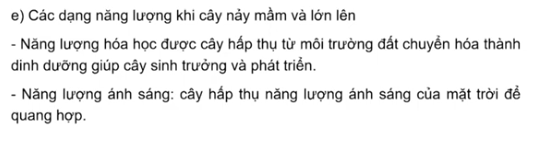 e) Các dạng năng lượng khi cây nảy mầm và lớn lên
- Năng lượng hóa học được cây hấp thụ từ môi trường đất chuyển hóa thành
dinh dưỡng giúp cây sinh trưởng và phát triển.
- Năng lượng ánh sáng: cây hấp thụ năng lượng ánh sáng của mặt trời để
quang hợp.